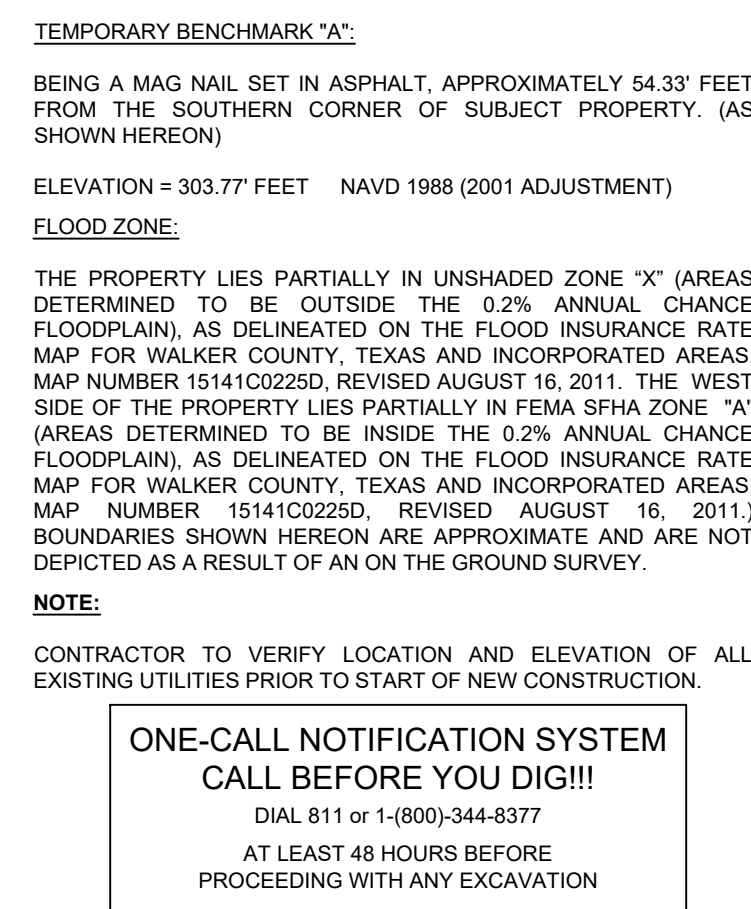 TEMPORARY BENCHMARK "A":
BEING A MAG NAIL SET IN ASPHALT, APPROXIMATELY 54.33' FEET
FROM THE SOUTHERN CORNER OF SUBJECT PROPERTY. (AS
SHOWN HEREON)
ELEVATION = 303.77' FEET NAVD 1988 (2001 ADJUSTMENT)
FLOOD ZONE:
THE PROPERTY LIES PARTIALLY IN UNSHADED ZONE “X” (AREAS
DETERMINED TO BE OUTSIDE THE 0.2% ANNUAL CHANCE
FLOODPLAIN), AS DELINEATED ON THE FLOOD INSURANCE RATE
MAP FOR WALKER COUNTY, TEXAS AND INCORPORATED AREAS,
MAP NUMBER 15141C0225D, REVISED AUGUST 16, 2011. THE WEST
SIDE OF THE PROPERTY LIES PARTIALLY IN FEMA SFHA ZONE "A"
(AREAS DETERMINED TO BE INSIDE THE 0.2% ANNUAL CHANCE
FLOODPLAIN), AS DELINEATED ON THE FLOOD INSURANCE RATE
MAP FOR WALKER COUNTY, TEXAS AND INCORPORATED AREAS,
MAP NUMBER 15141C0225D, REVISED AUGUST 16, 2011.)
BOUNDARIES SHOWN HEREON ARE APPROXIMATE AND ARE NOT
DEPICTED AS A RESULT OF AN ON THE GROUND SURVEY.
NOTE:
CONTRACTOR TO VERIFY LOCATION AND ELEVATION OF ALL
EXISTING UTILITIES PRIOR TO START OF NEW CONSTRUCTION.
ONE-CALL NOTIFICATION SYSTEM
CALL BEFORE YOU DIG!!!
DIAL 811 or 1-(800)-344-8377
AT LEAST 48 HOURS BEFORE
PROCEEDING WITH ANY EXCAVATION